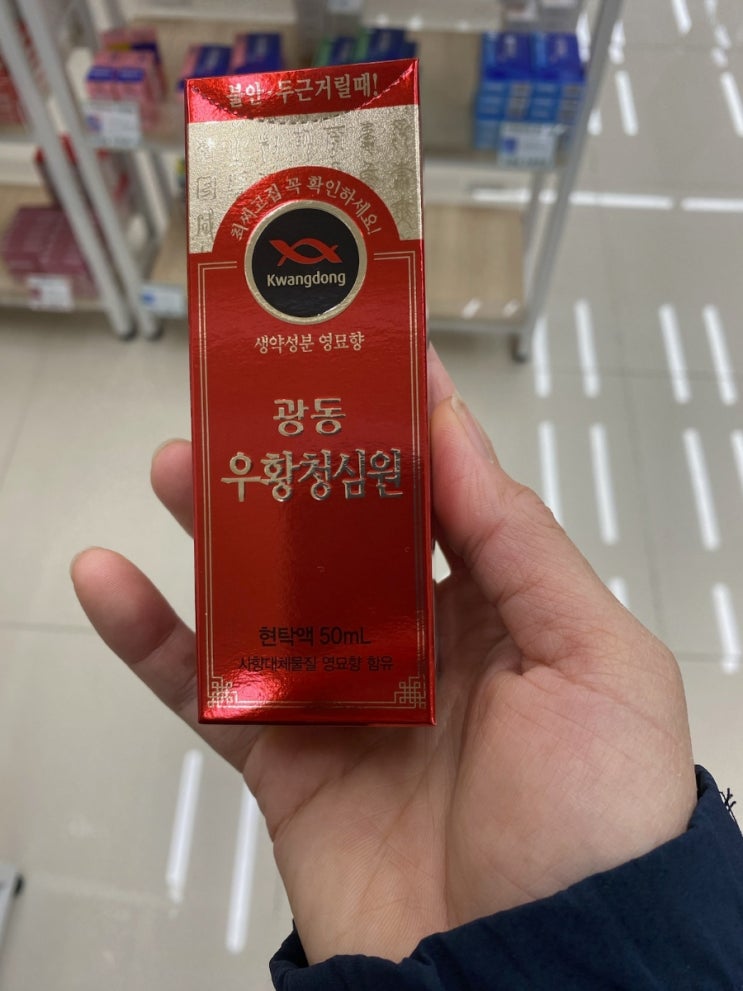 불안·두근거릴때!
최씨고집 꼭 확인하세요!
Kwangdong
생약성분 영묘향
광동
우황청심원
현탁액 50mL
사향대체물질 영묘향 함유